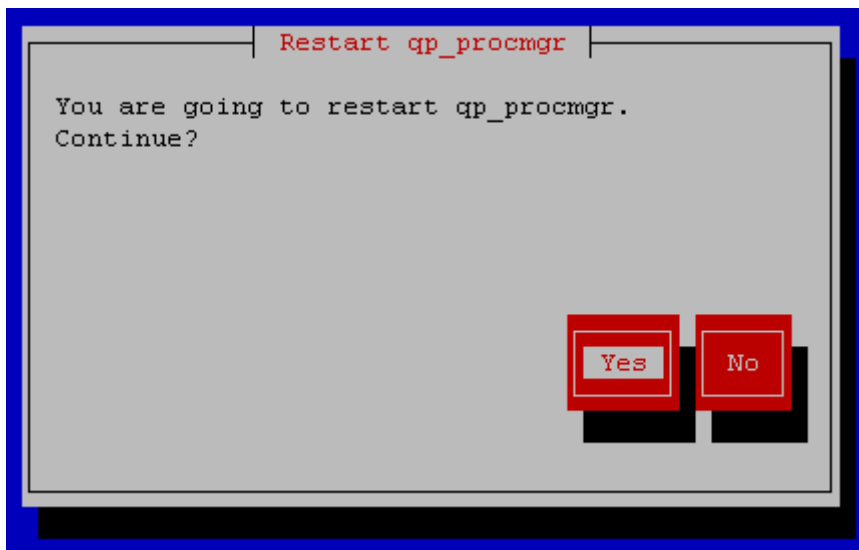 Restart qp_procmgr
You are going to restart qp_procmgr.
Continue?
Yes No